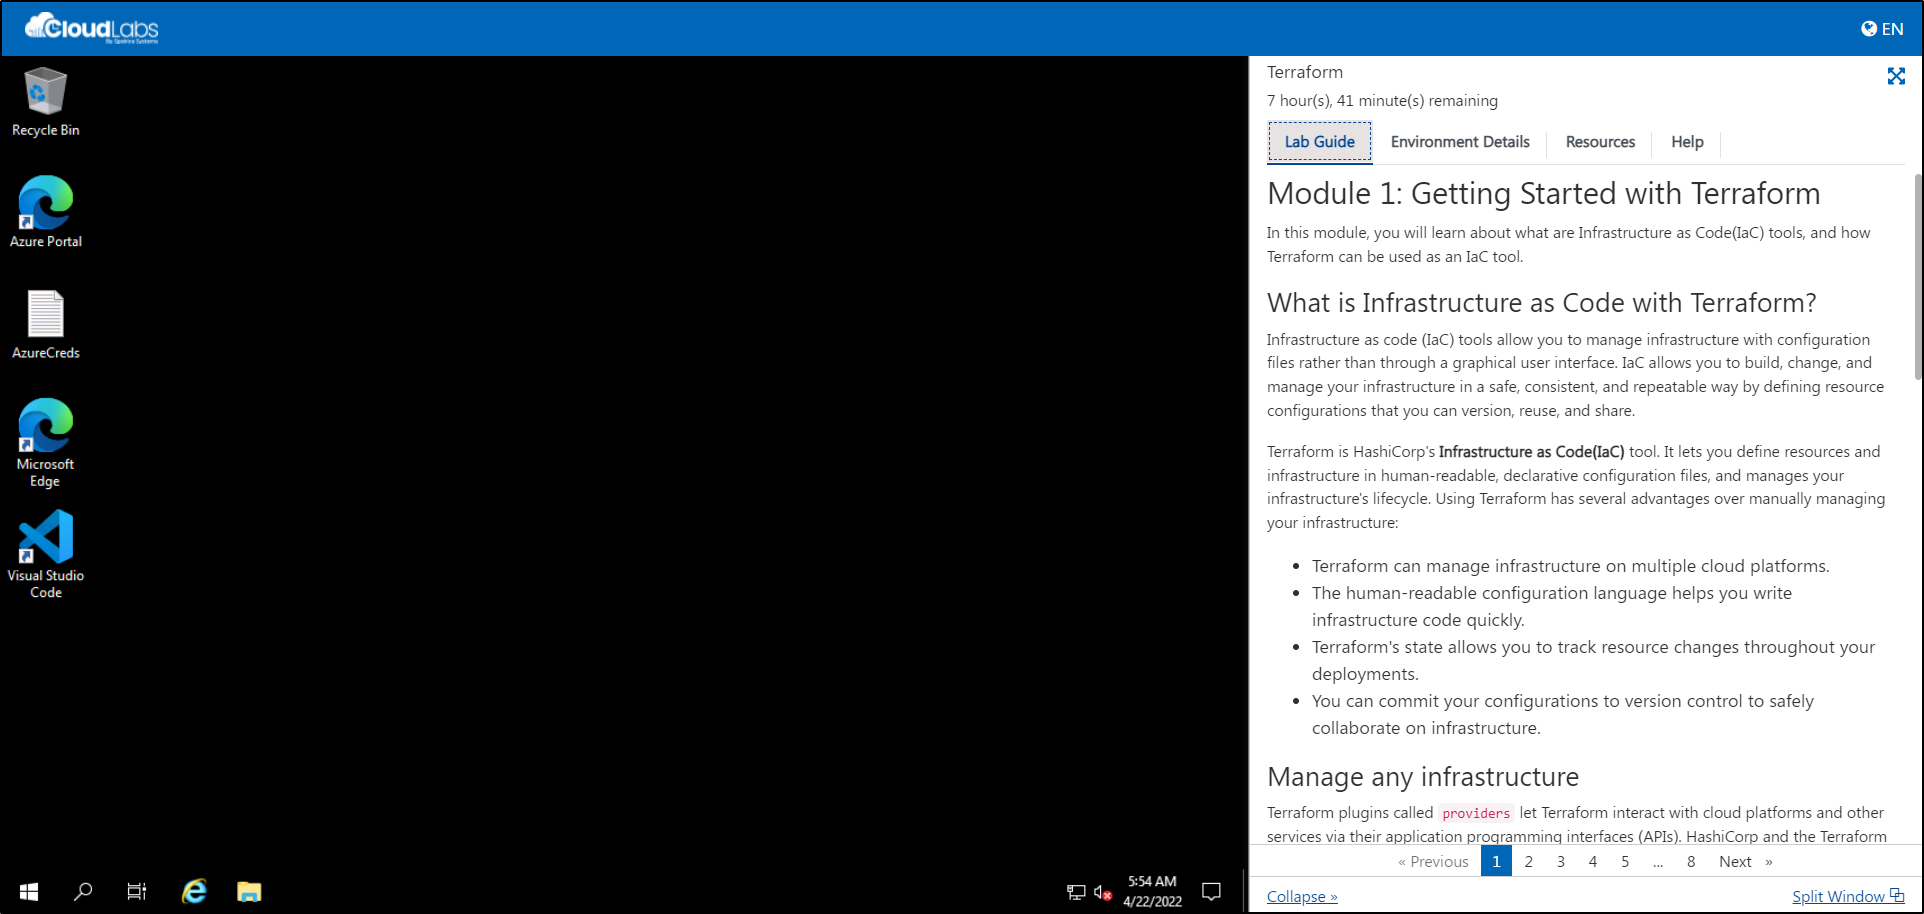 CloudLabs
By Spektra Systems
EN
Recycle Bin
Azure Portal
AzureCreds
Microsoft
Edge
Visual Studio
Code
5:54 AM
4/22/2022
Terraform
7 hour(s), 41 minute(s) remaining
Lab Guide Environment Details Resources Help
Module 1: Getting Started with Terraform
In this module, you will learn about what are Infrastructure as Code(IaC) tools, and how
Terraform can be used as an IaC tool.
What is Infrastructure as Code with Terraform?
Infrastructure as code (IaC) tools allow you to manage infrastructure with configuration
files rather than through a graphical user interface. IaC allows you to build, change, and
manage your infrastructure in a safe, consistent, and repeatable way by defining resource
configurations that you can version, reuse, and share.
Terraform is HashiCorp's Infrastructure as Code(IaC) tool. It lets you define resources and
infrastructure in human-readable, declarative configuration files, and manages your
infrastructure's lifecycle. Using Terraform has several advantages over manually managing
your infrastructure:
• Terraform can manage infrastructure on multiple cloud platforms.
• The human-readable configuration language helps you write
infrastructure code quickly.
• Terraform's state allows you to track resource changes throughout your
deployments.
• You can commit your configurations to version control to safely
collaborate on infrastructure.
Manage any infrastructure
Terraform plugins called providers let Terraform interact with cloud platforms and other
services via their application programming interfaces (APIs). HashiCorp and the Terraform
« Previous 1 2 3 4 5 ... 8 Next »
Collapse » Split Window